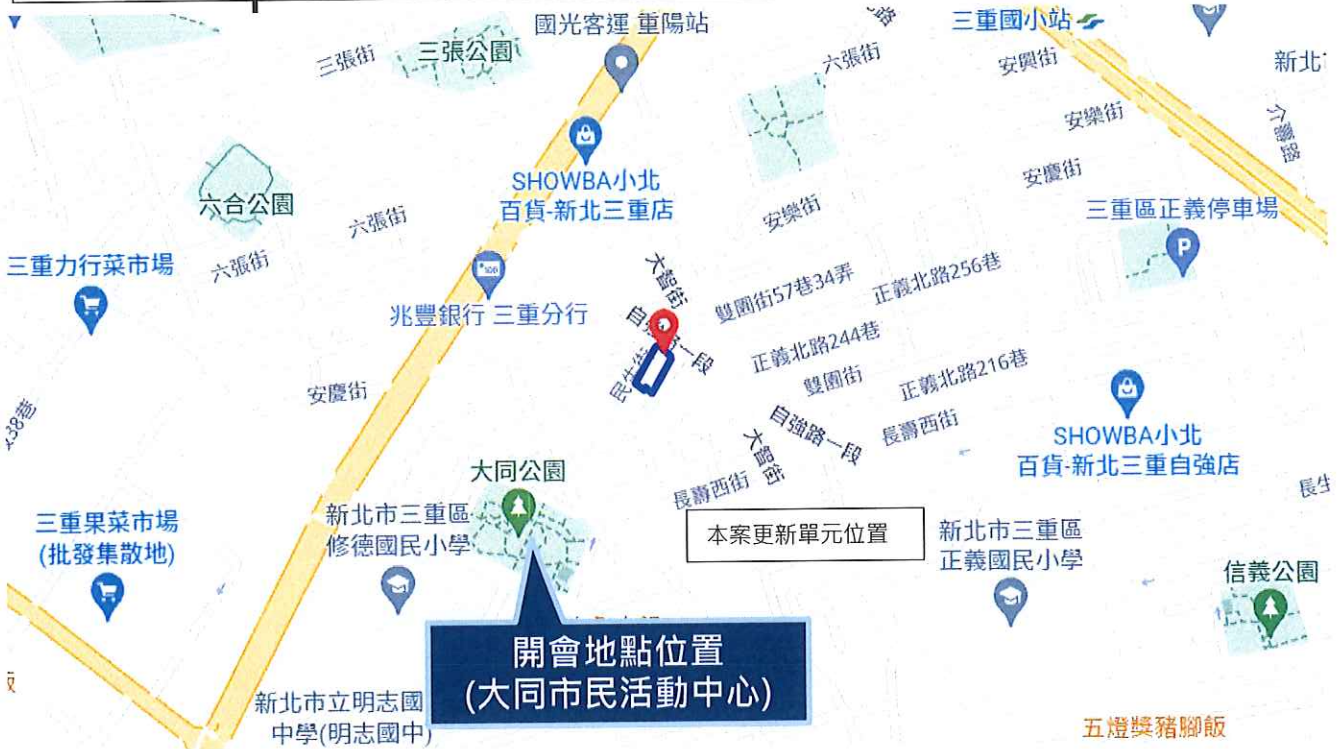 國光客運 重陽站
三重國小站
三張街
三張公園
六張街
安興街
新北
安樂街
介壽路
SHOWBA小北
百貨-新北三重店
安慶街
六合公園
六張街
安樂街
三重區正義停車場
P
三重力行菜市場
六張街
大智街
雙園街57巷34弄
正義北路256巷
兆豐銀行 三重分行
自強路一段
正義北路244巷
民生街
雙園街
正義北路216巷
安慶街
38巷
自強路一段
長壽西街
SHOWBA小北
百貨-新北三重自強店
大智街
大同公園
長壽西街
長生
三重果菜市場
(批發集散地)
新北市三重區
修德國民小學
本案更新單元位置
新北市三重區
正義國民小學
信義公園
開會地點位置
(大同市民活動中心)
新北市立明志國
中學(明志國中)
五燈獎豬腳飯